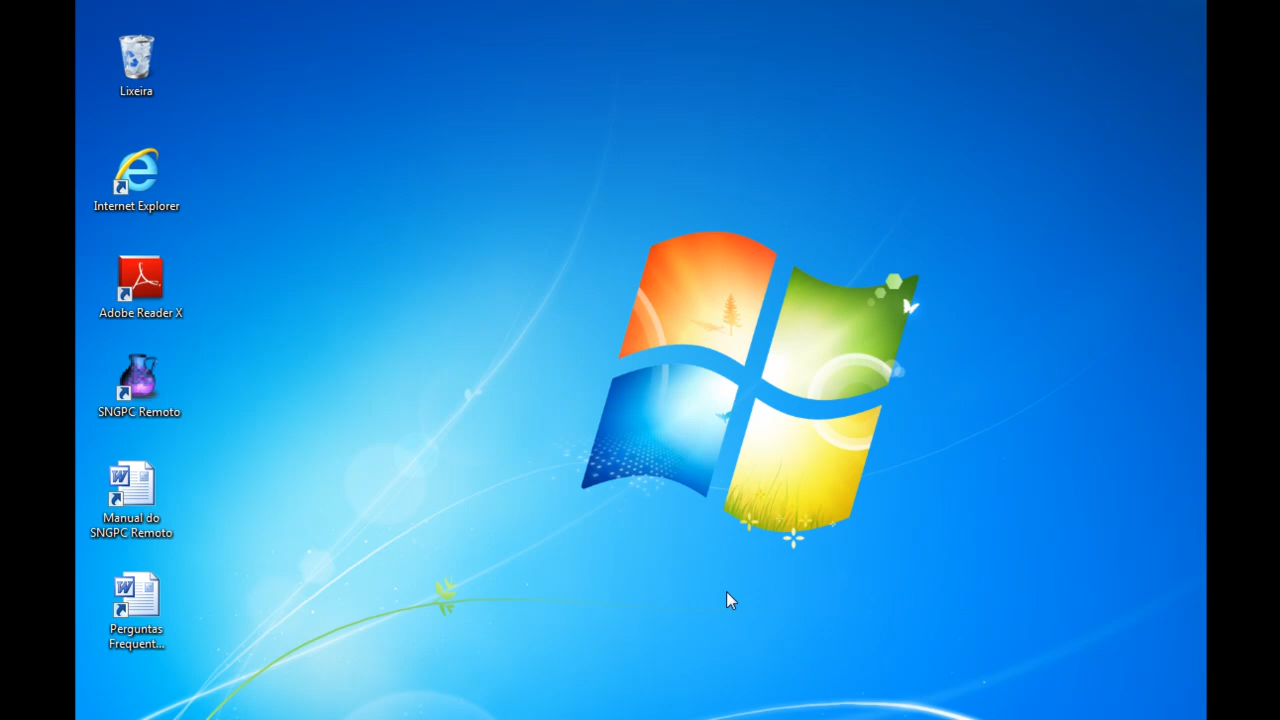 Lixeira
Internet Explorer
Adobe Reader X
SNGPC Remoto
Manual do
SNGPC Remoto
Perguntas
Frequent...